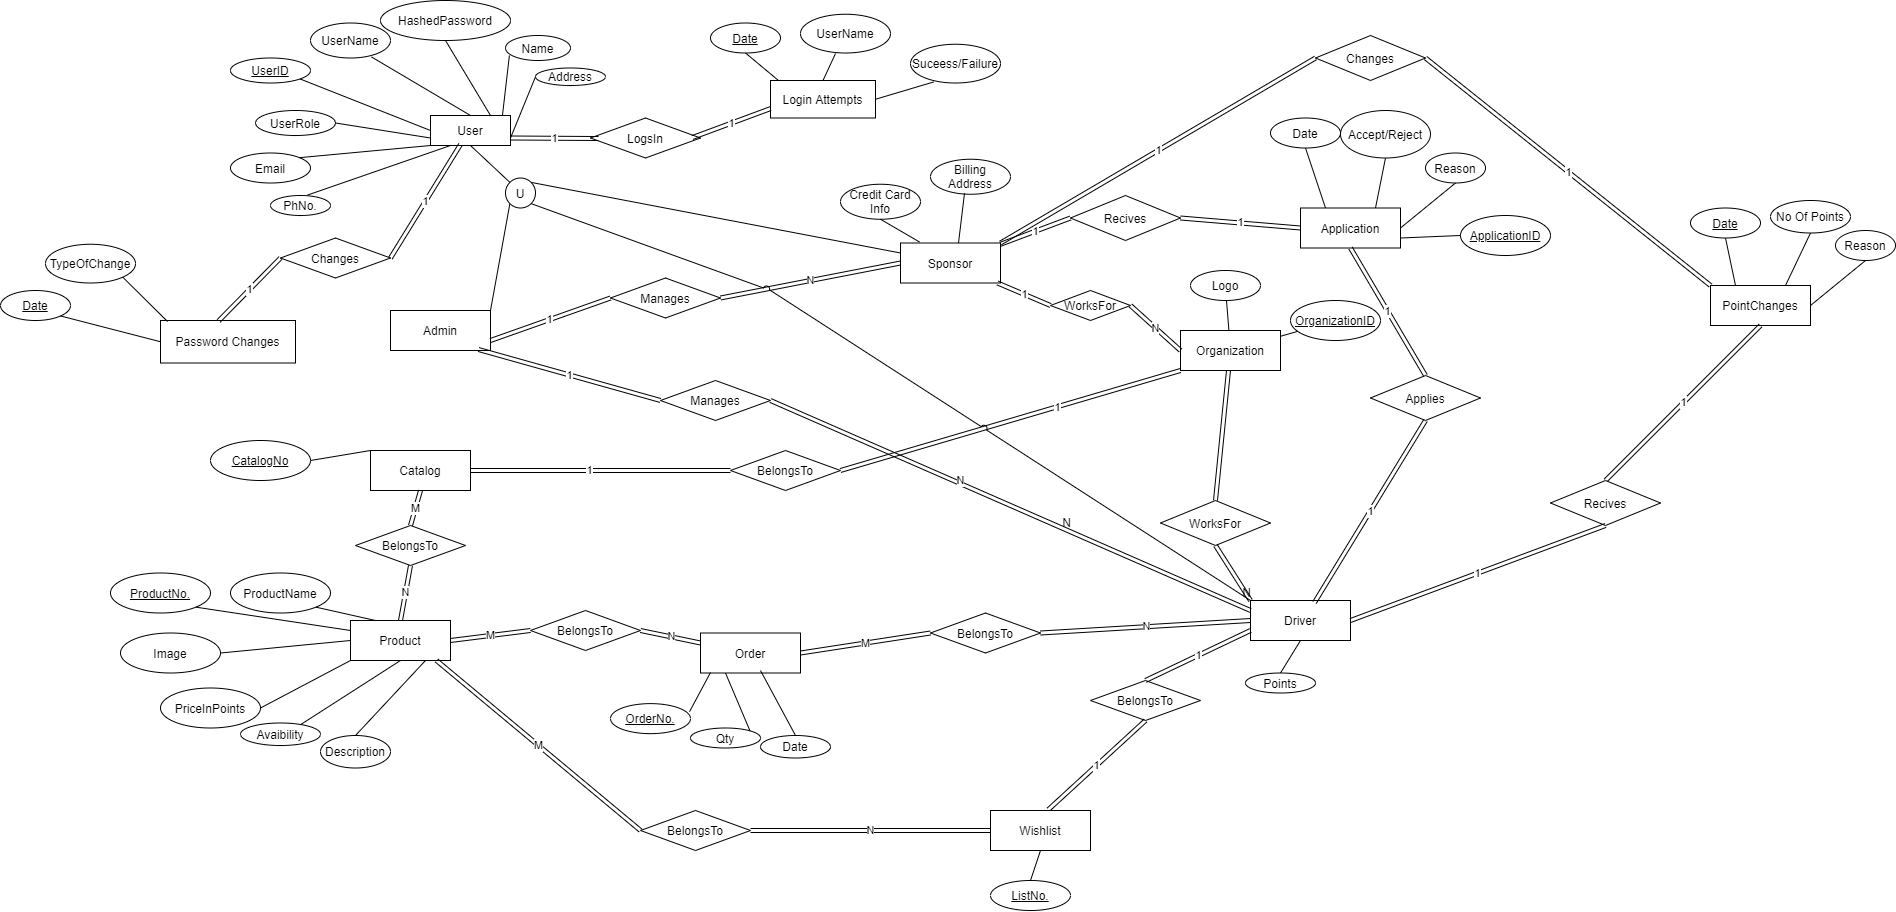 HashedPassword
UserName
Name
UserID
Address
UserRole
User
Email
PhNo.
1
LogsIn
1
Date
UserName
Suceess/Failure
Login Attempts
Changes
1
1
Date
Accept/Reject
Reason
Application
ApplicationID
Date
No Of Points
Reason
PointChanges
U
1
Changes
1
TypeOfChange
Date
Password Changes
Credit Card
Info
Billing
Address
Sponsor
1
Recives
1
Admin
1
Manages
N
1
WorksFor
N
Logo
OrganizationID
Organization
1
Manages
N
N
1
Applies
1
1
Recives
1
CatalogNo
Catalog
1
BelongsTo
1
M
BelongsTo
N
WorksFor
N
ProductNo.
ProductName
Product
Image
PriceInPoints
Avaibility
Description
M
BelongsTo
N
Order
OrderNo.
Qty
Date
M
BelongsTo
N
Driver
Points
1
BelongsTo
1
M
BelongsTo
N
Wishlist
ListNo.